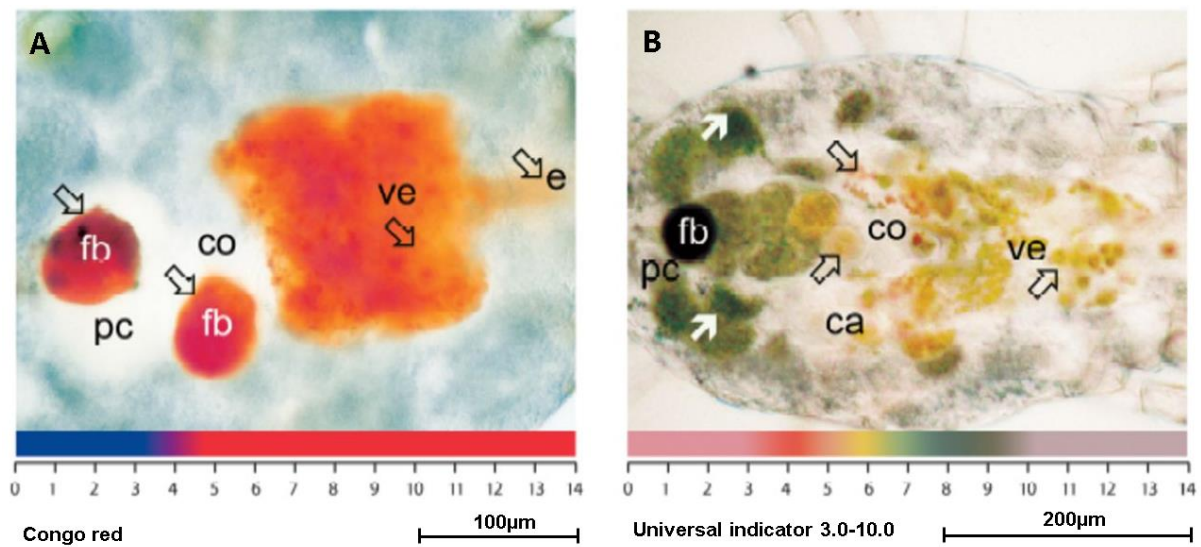 A
ve
e
fb
co
fb
pc
0 1 2 3 4 5 6 7 8 9 10 11 12 13 14
Congo red
100µm
B
fb
co
ve
pc
ca
0 1 2 3 4 5 6 7 8 9 10 11 12 13 14
Universal indicator 3.0-10.0
200µm